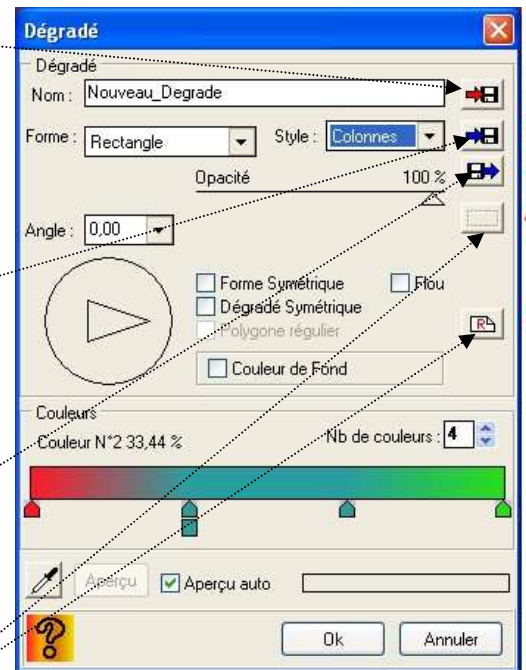 Dégradé
Dégradé
Nom : Nouveau_Degrade
Forme : Rectangle Style : Colonnes
Opacité 100 %
Angle : 0,00
Forme Symétrique Flou
Dégradé Symétrique
Polygone régulier
R
Couleur de Fond
Couleurs
Couleur N°2 33,44 % Nb de couleurs : 4
Aperçu Aperçu auto
? Ok Annuler